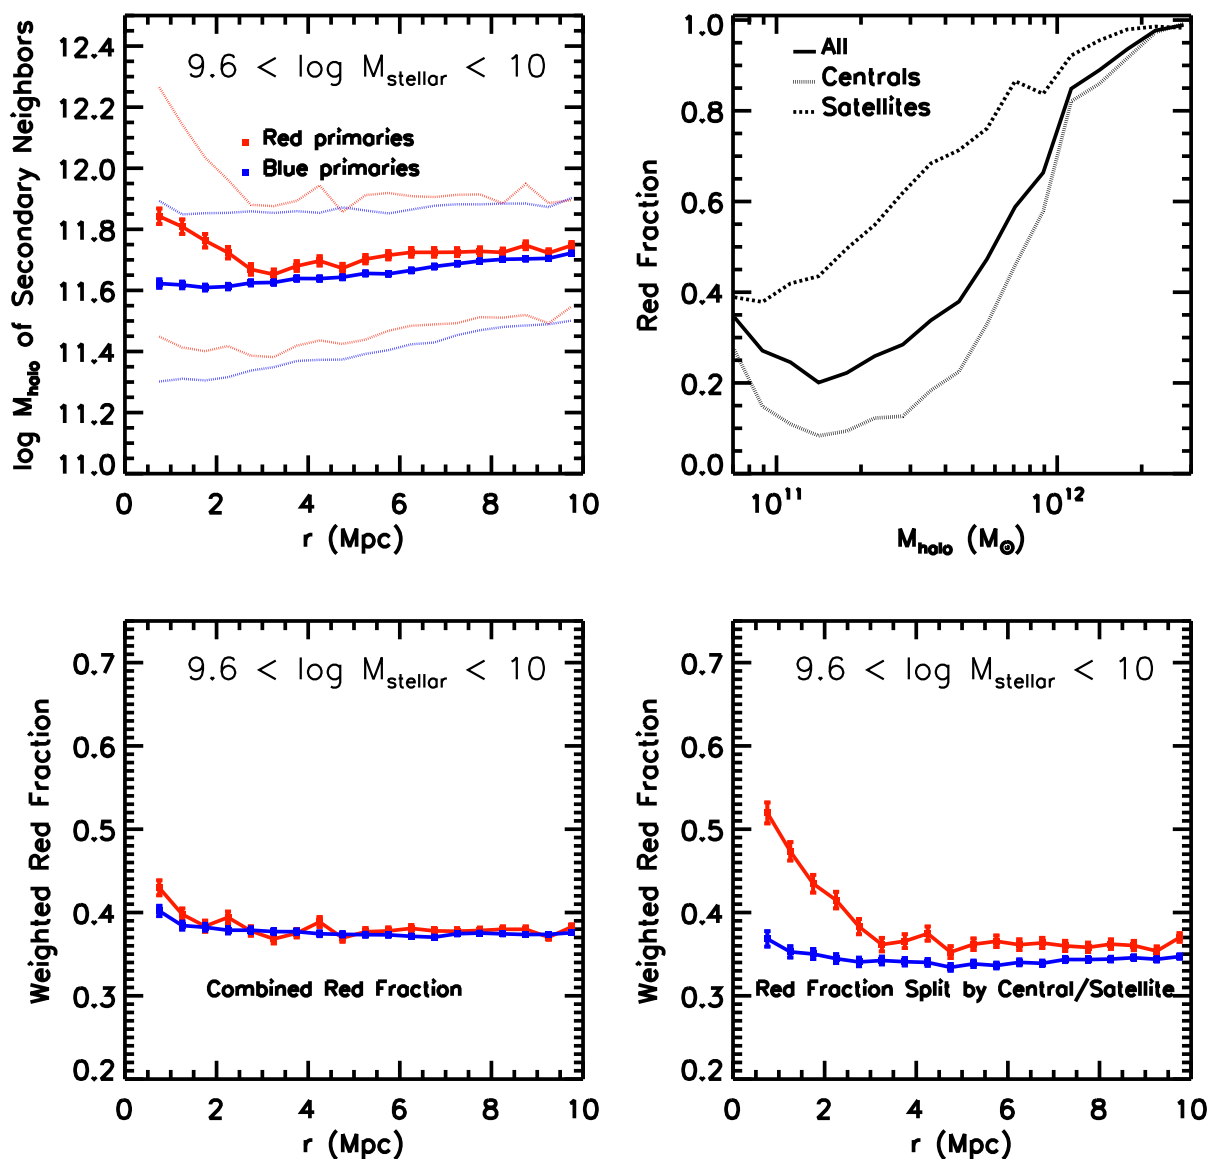 log M_halo of Secondary Neighbors
12.4
12.2
12.0
11.8
11.6
11.4
11.2
11.0
9.6 < log M_stellar < 10
Red primaries
Blue primaries
0 2 4 6 8 10
r (Mpc)
Red Fraction
1.0
0.8
0.6
0.4
0.2
0.0
All
Centrals
Satellites
10^11 10^12
M_halo (M_⊙)
Weighted Red Fraction
0.7
0.6
0.5
0.4
0.3
0.2
9.6 < log M_stellar < 10
Combined Red Fraction
0 2 4 6 8 10
r (Mpc)
Weighted Red Fraction
0.7
0.6
0.5
0.4
0.3
0.2
9.6 < log M_stellar < 10
Red Fraction Split by Central/Satellite
0 2 4 6 8 10
r (Mpc)